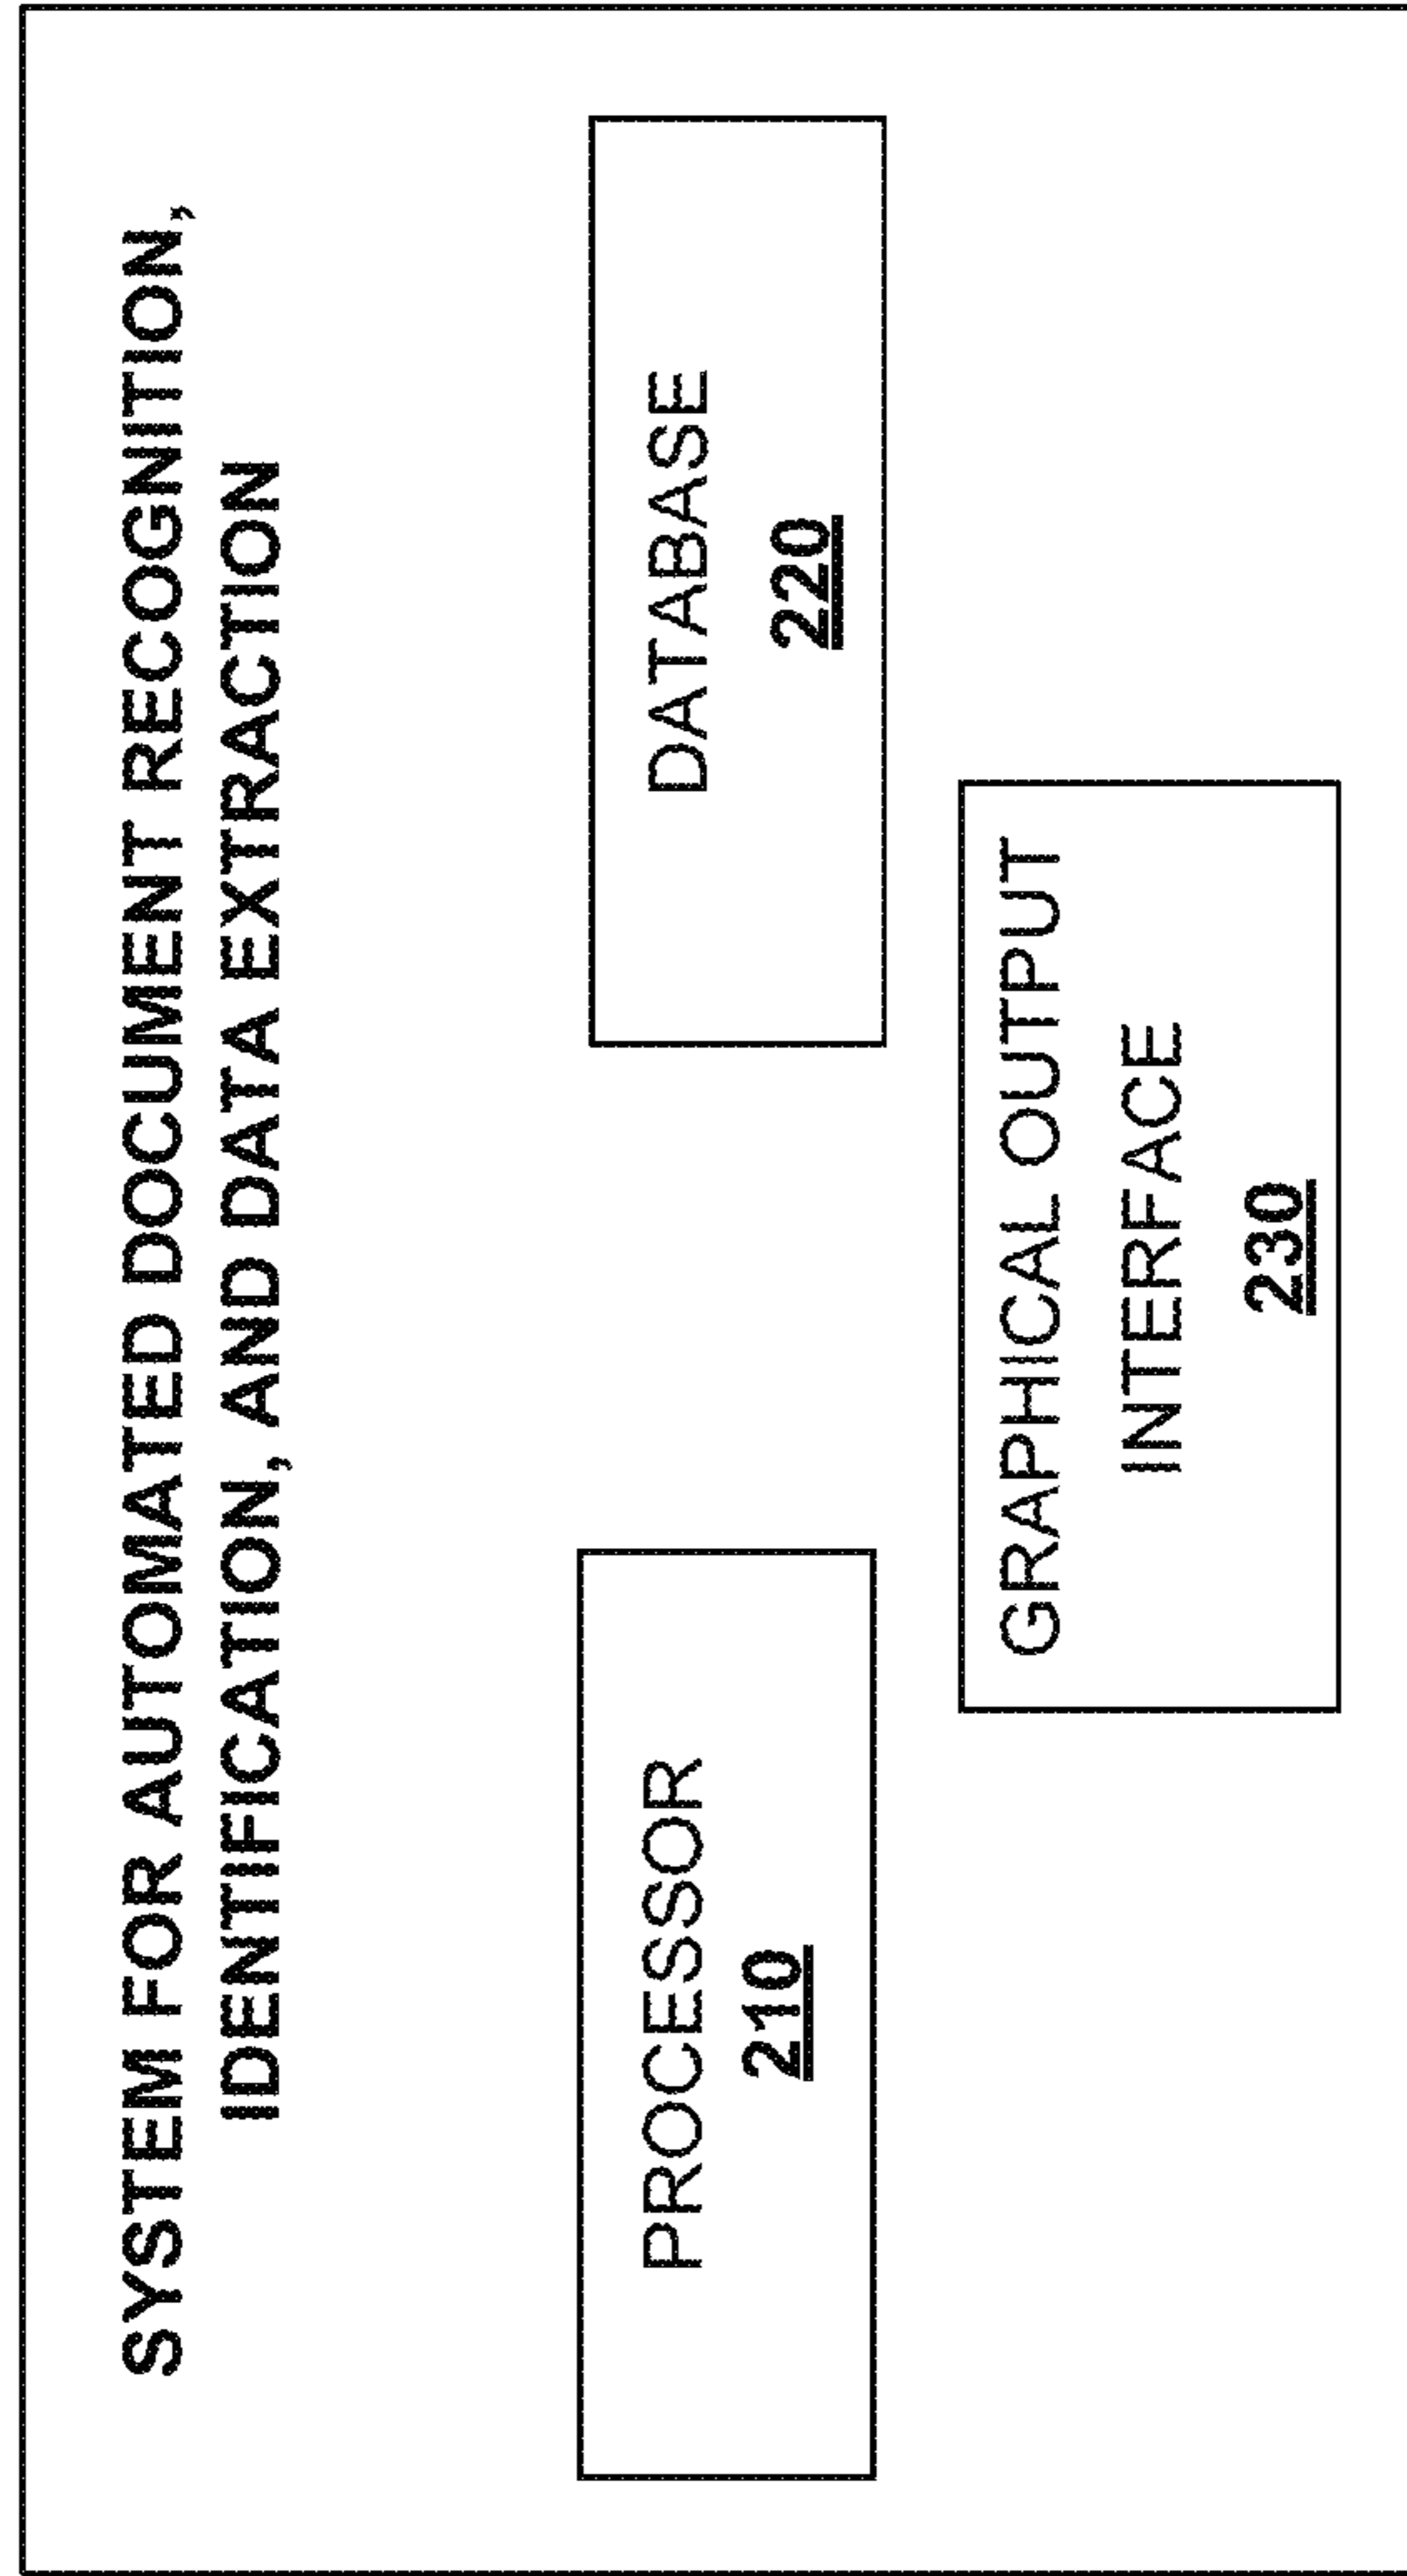 SYSTEM FOR AUTOMATED DOCUMENT RECOGNITION,
IDENTIFICATION, AND DATA EXTRACTION
PROCESSOR
210
DATABASE
220
GRAPHICAL OUTPUT
INTERFACE
230